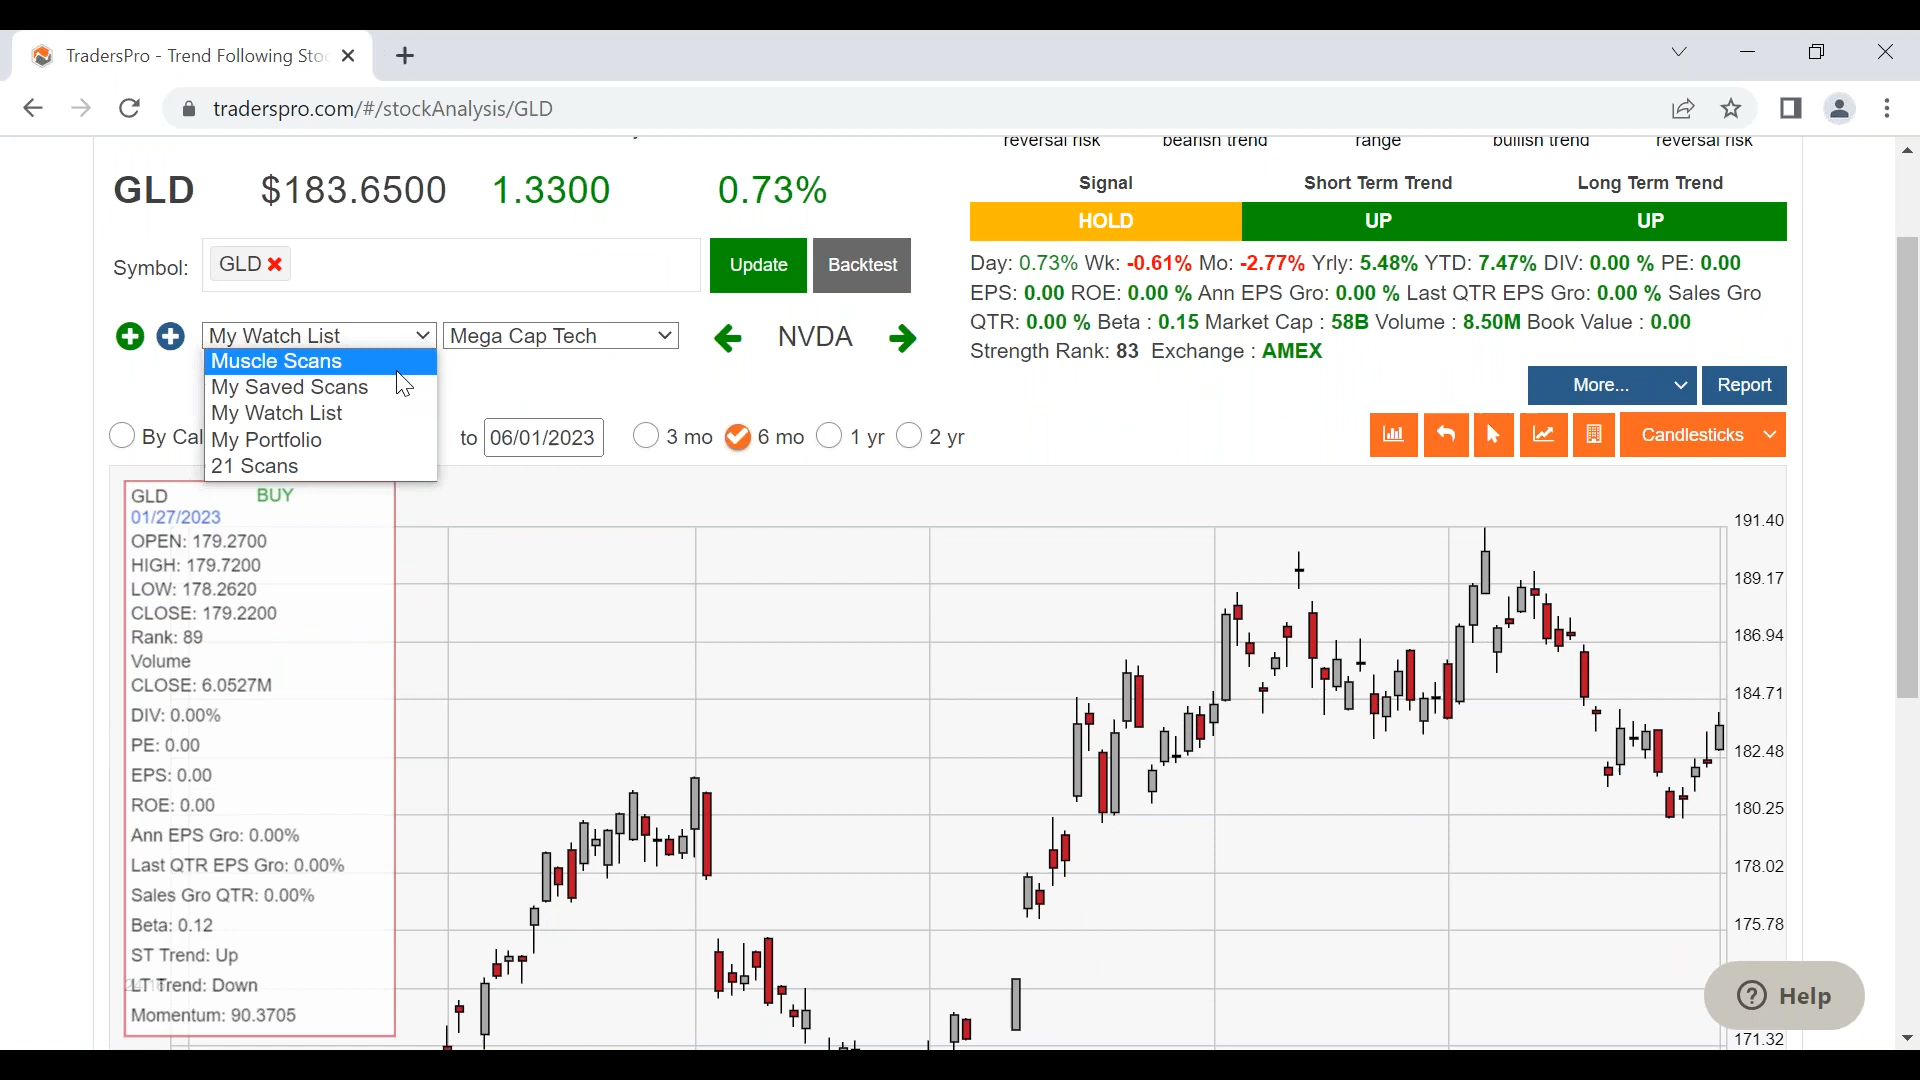 TradersPro - Trend Following Sto
traderspro.com/#/stockAnalysis/GLD
reversal risk bearish trend range bullish trend reversal risk
GLD $183.6500 1.3300 0.73%
Signal Short Term Trend Long Term Trend
HOLD UP UP
Symbol: GLD Update Backtest
Day: 0.73% Wk: -0.61% Mo: -2.77% Yrly: 5.48% YTD: 7.47% DIV: 0.00 % PE: 0.00
EPS: 0.00 ROE: 0.00 % Ann EPS Gro: 0.00 % Last QTR EPS Gro: 0.00 % Sales Gro
QTR: 0.00 % Beta : 0.15 Market Cap : 58B Volume : 8.50M Book Value : 0.00
Strength Rank: 83 Exchange : AMEX
My Watch List Mega Cap Tech NVDA
Muscle Scans
My Saved Scans
My Watch List
My Portfolio
21 Scans
More... Report
By Cal to 06/01/2023 3 mo 6 mo 1 yr 2 yr
Candlesticks
GLD BUY
01/27/2023
OPEN: 179.2700
HIGH: 179.7200
LOW: 178.2620
CLOSE: 179.2200
Rank: 89
Volume
CLOSE: 6.0527M
DIV: 0.00%
PE: 0.00
EPS: 0.00
ROE: 0.00
Ann EPS Gro: 0.00%
Last QTR EPS Gro: 0.00%
Sales Gro QTR: 0.00%
Beta: 0.12
ST Trend: Up
LT Trend: Down
Momentum: 90.3705
191.40
189.17
186.94
184.71
182.48
180.25
178.02
175.78
171.32
Help